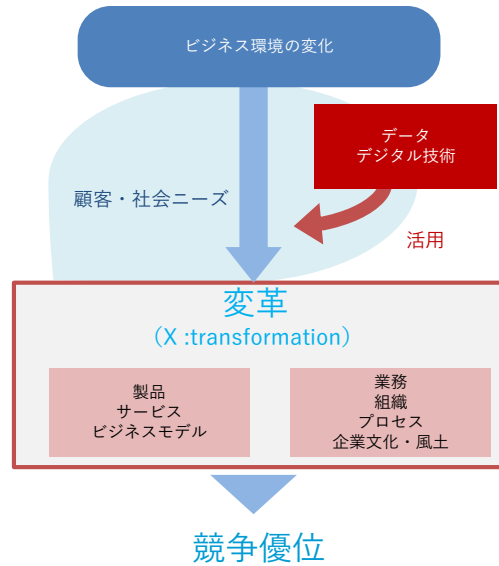 ビジネス環境の変化
データ
デジタル技術
顧客・社会ニーズ
活用
変革
（X :transformation）
製品
サービス
ビジネスモデル
業務
組織
プロセス
企業文化・風土
競争優位